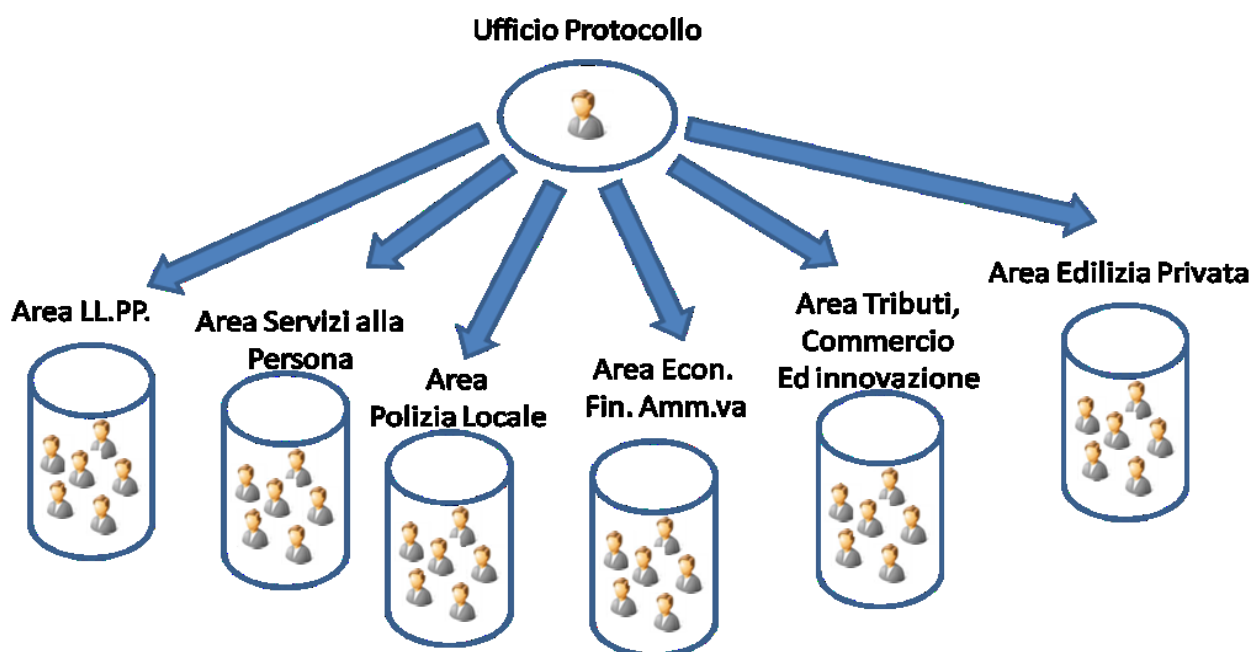 Ufficio Protocollo
Area LL.PP.
Area Servizi alla
Persona
Area
Polizia Locale
Area Econ.
Fin. Amm.va
Area Tributi,
Commercio
Ed innovazione
Area Edilizia Privata